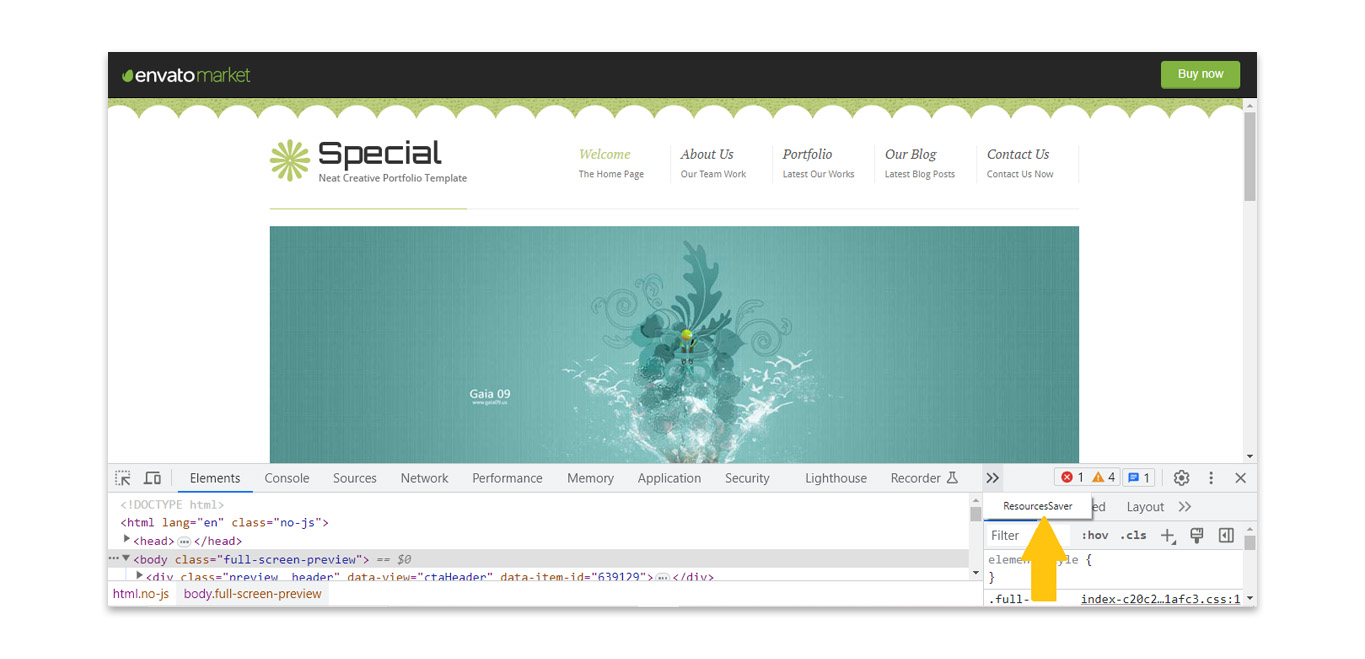 envatomarket
Buy now
Special
Neat Creative Portfolio Template
Welcome
The Home Page
About Us
Our Team Work
Portfolio
Latest Our Works
Our Blog
Latest Blog Posts
Contact Us
Contact Us Now
Gaia 09
www.gaia09.us
Elements Console Sources Network Performance Memory Application Security Lighthouse Recorder 1 4 1
<!DOCTYPE html>
<html lang="en" class="no-js">
<head> … </head>
<body class="full-screen-preview"> == $0
<div class="preview__header" data-view="ctaHeader" data-item-id="639129"> … </div>
html.no-js body.full-screen-preview
ResourcesSaver
Layout
Filter :hov .cls
{
}
.full-
index-c20c2…1afc3.css:1